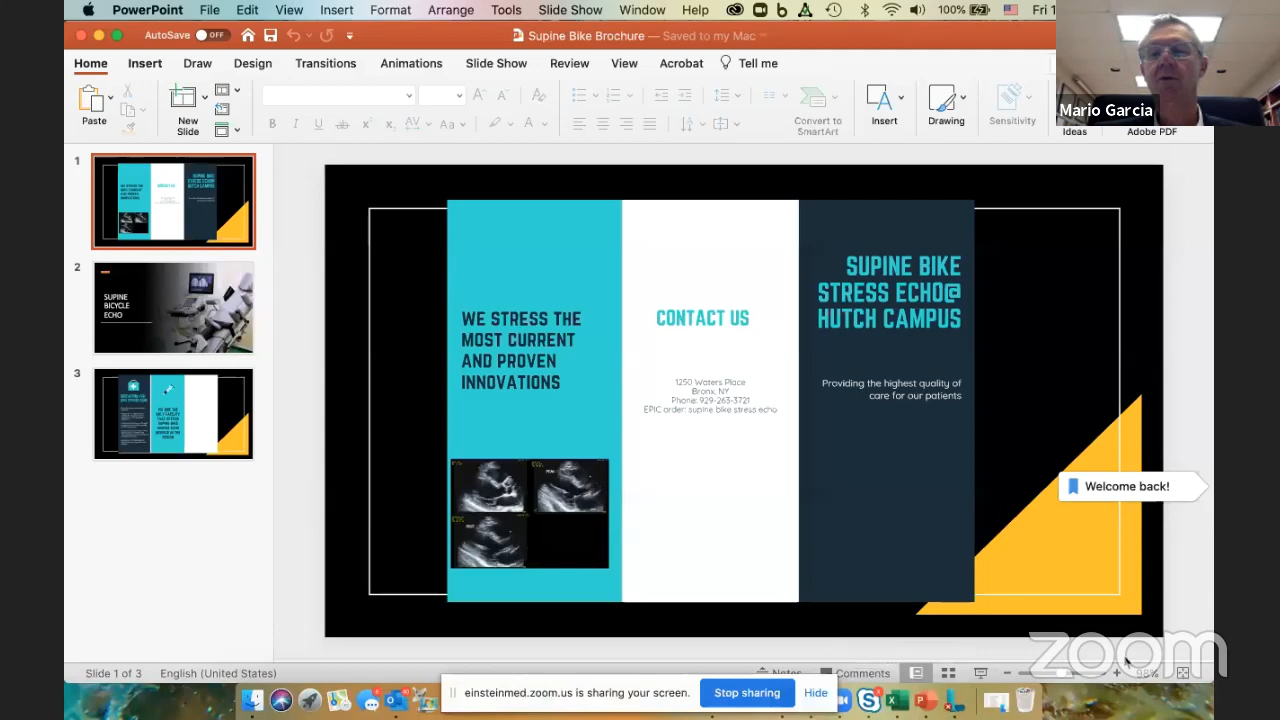 PowerPoint File Edit View Insert Format Arrange Tools Slide Show Window Help 100% Fri 1
AutoSave OFF Supine Bike Brochure — Saved to my Mac
Home Insert Draw Design Transitions Animations Slide Show Review View Acrobat Tell me
Mario Garcia
Paste New Slide Convert to SmartArt Insert Drawing Sensitivity Ideas Adobe PDF
1
2
SUPINE
BICYCLE
ECHO
3
WE STRESS THE
MOST CURRENT
AND PROVEN
INNOVATIONS
CONTACT US
1250 Waters Place
Bronx, NY
Phone: 929-263-3721
EPIC order: supine bike stress echo
SUPINE BIKE
STRESS ECHO@
HUTCH CAMPUS
Providing the highest quality of
care for our patients
Welcome back!
zoom
Slide 1 of 3 English (United States) Notes Comments 98%
einsteinmed.zoom.us is sharing your screen. Stop sharing Hide